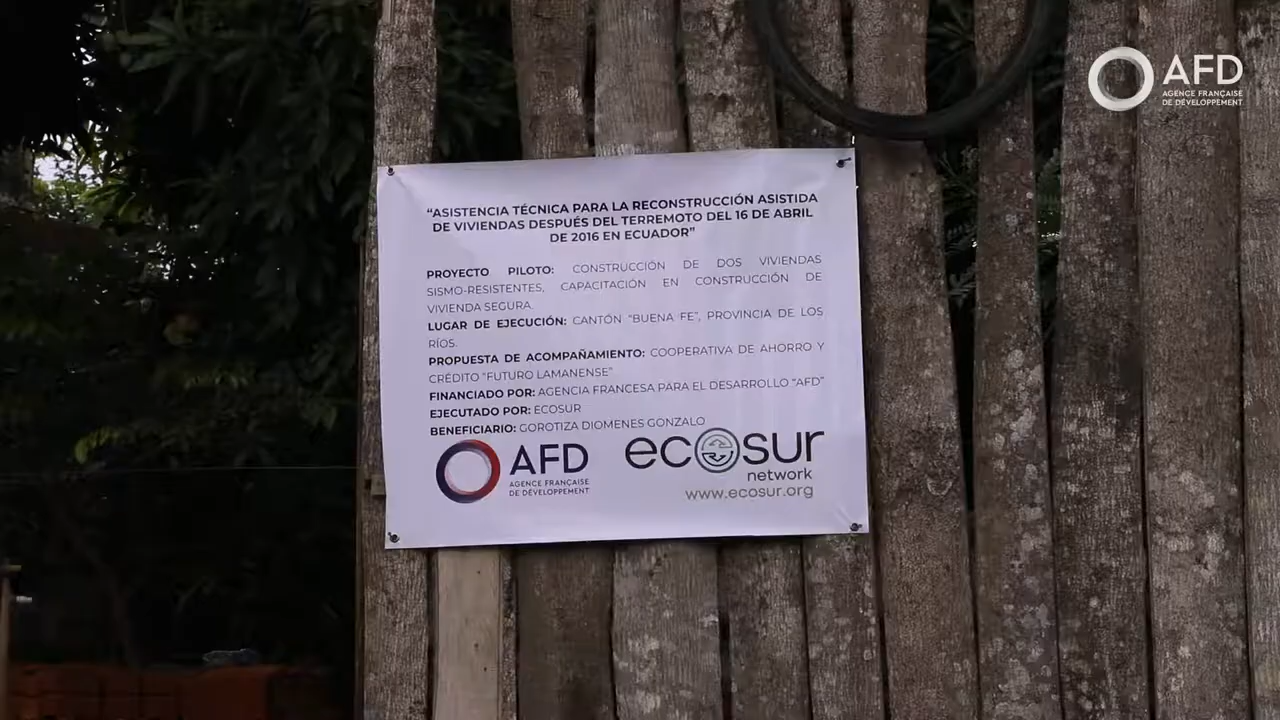 AFD
AGENCE FRANÇAISE
DE DÉVELOPPEMENT
“ASISTENCIA TÉCNICA PARA LA RECONSTRUCCIÓN ASISTIDA
DE VIVIENDAS DESPUÉS DEL TERREMOTO DEL 16 DE ABRIL
DE 2016 EN ECUADOR”
PROYECTO PILOTO: CONSTRUCCIÓN DE DOS VIVIENDAS
SISMO-RESISTENTES, CAPACITACIÓN EN CONSTRUCCIÓN DE
VIVIENDA SEGURA.
LUGAR DE EJECUCIÓN: CANTÓN “BUENA FE”, PROVINCIA DE LOS
RÍOS.
PROPUESTA DE ACOMPAÑAMIENTO: COOPERATIVA DE AHORRO Y
CRÉDITO “FUTURO LAMANENSE”
FINANCIADO POR: AGENCIA FRANCESA PARA EL DESARROLLO “AFD”
EJECUTADO POR: ECOSUR
BENEFICIARIO: GOROTIZA DIOMENES GONZALO
AFD
AGENCE FRANÇAISE
DE DÉVELOPPEMENT
ecosur
network
www.ecosur.org